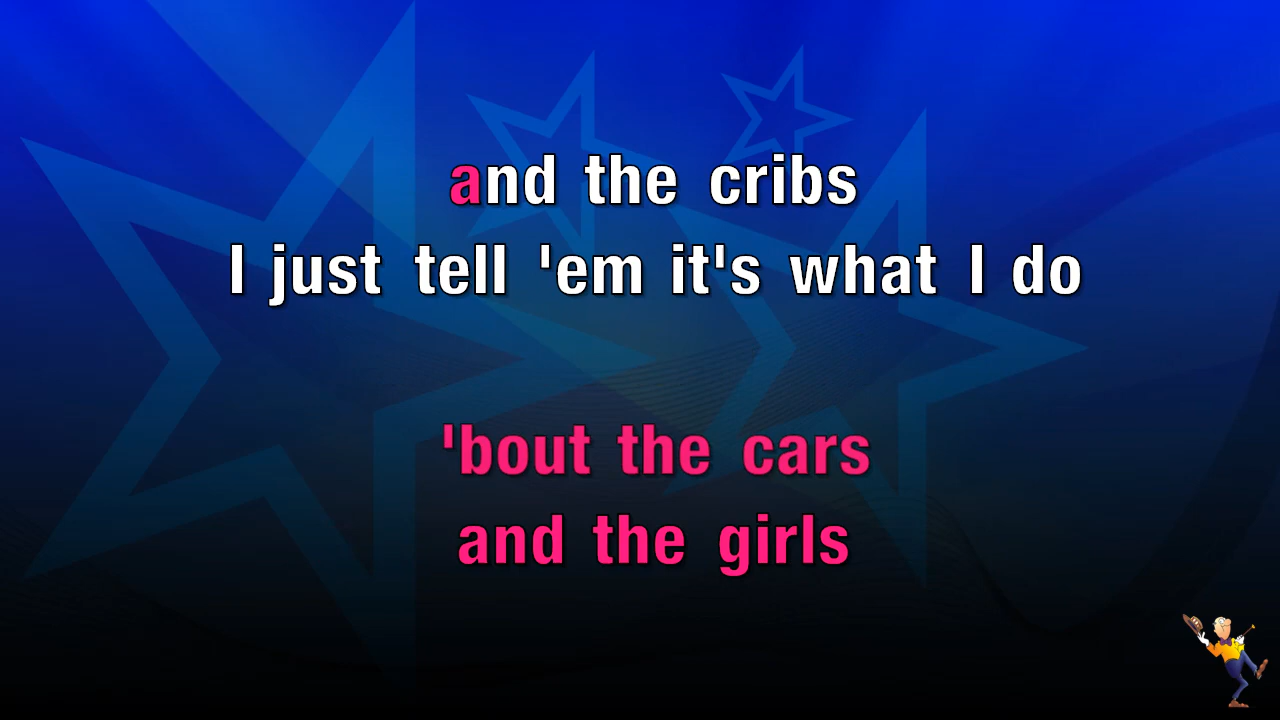 and the cribs
I just tell 'em it's what I do
'bout the cars
and the girls